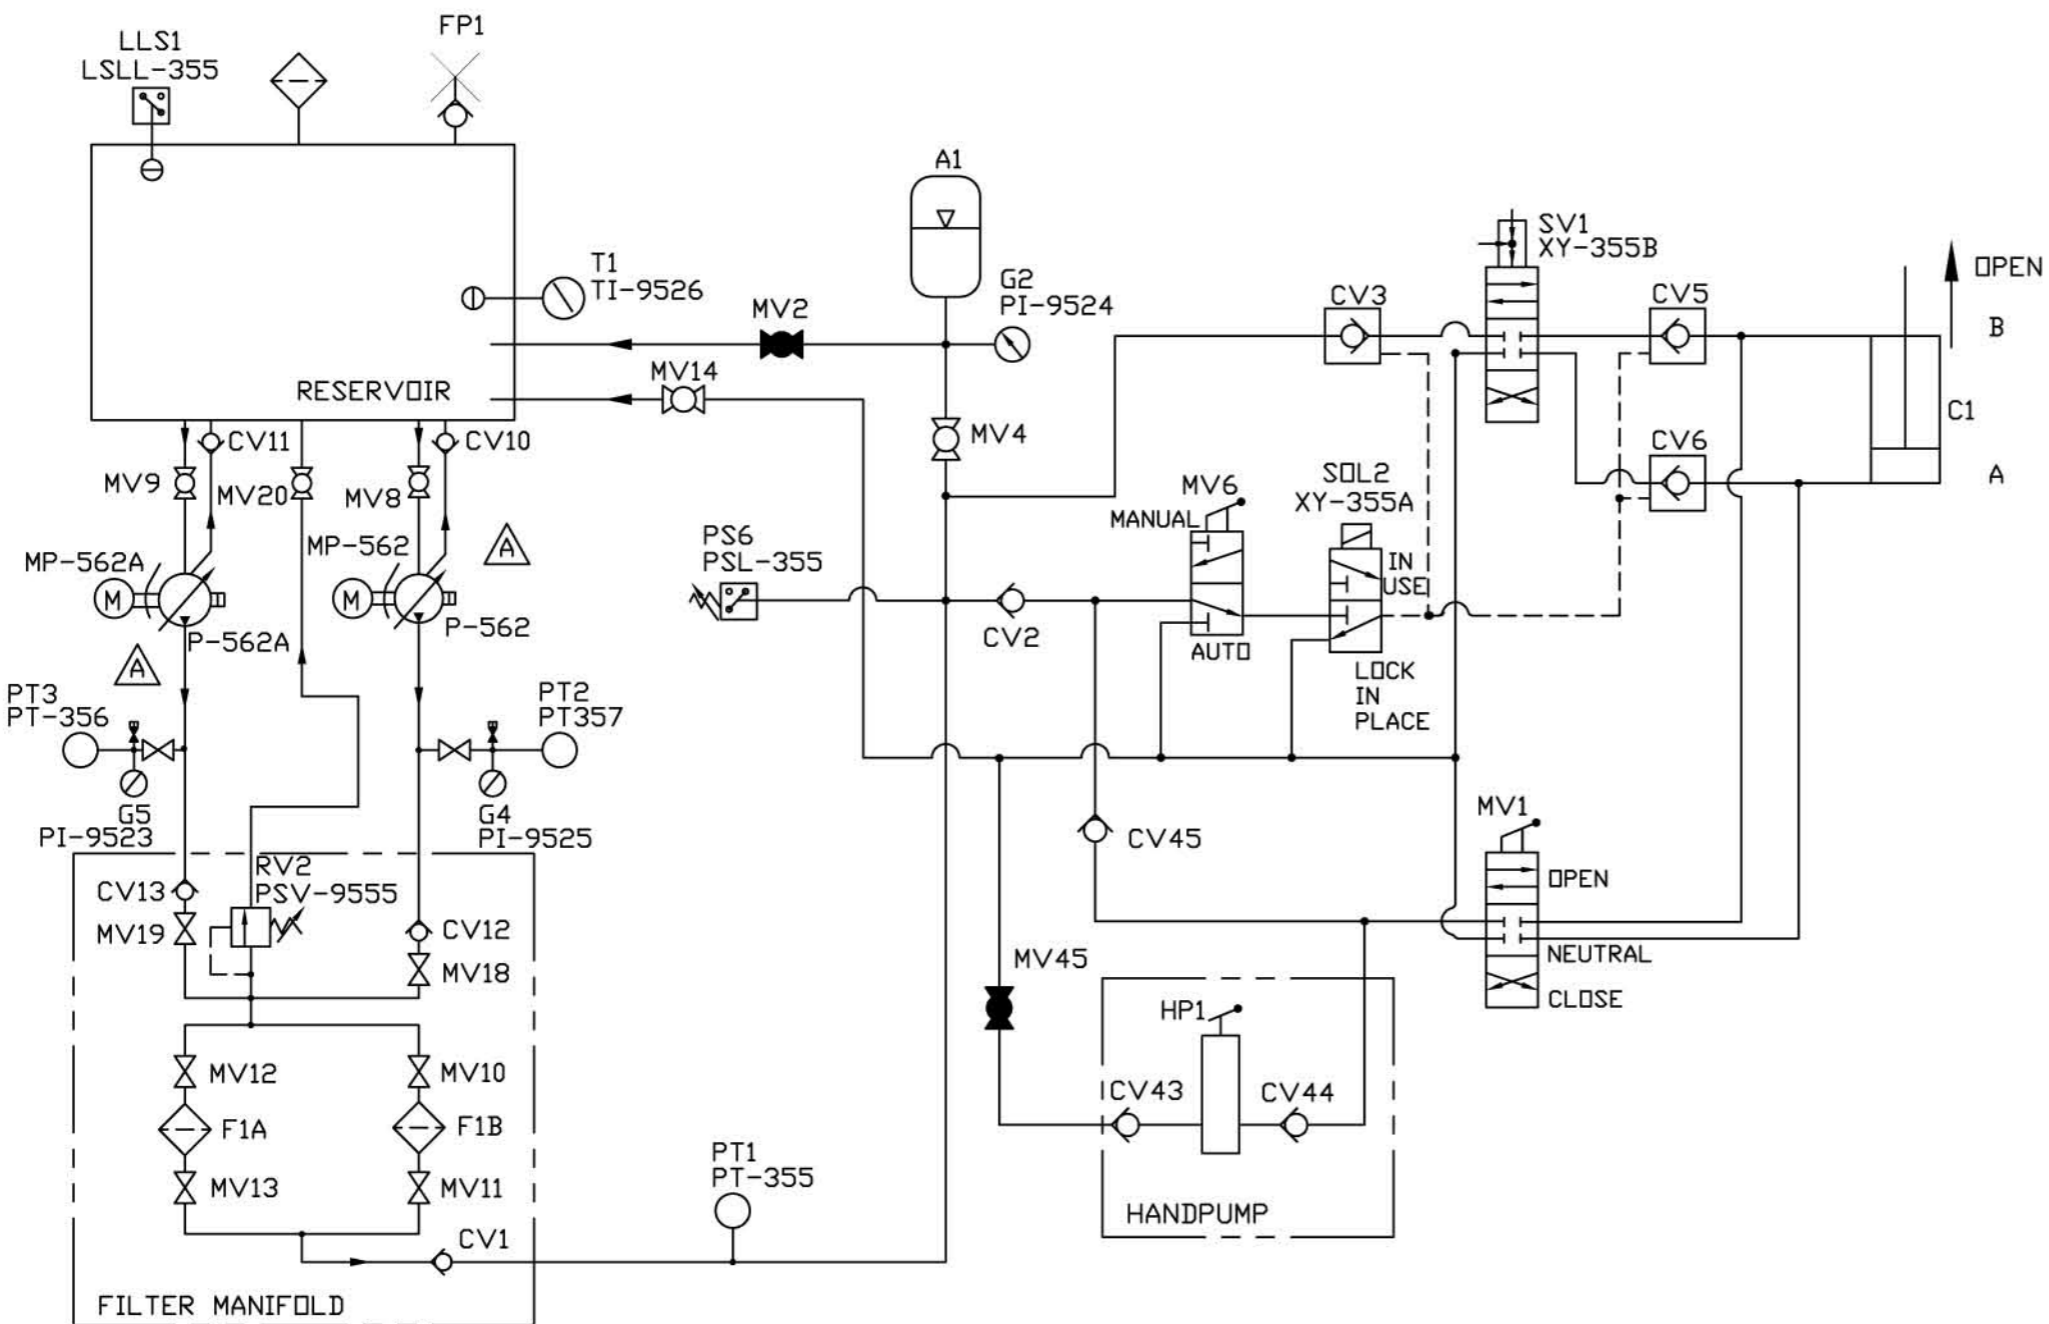 FP1
LLS1
LSLL-355
A1
SV1
XY-355B
T1
TI-9526
G2
PI-9524
MV2
CV3
CV5
OPEN
B
MV14
RESERVOIR
C1
CV11
CV10
MV4
CV6
A
MV9
MV20
MV8
MV6
SOL2
XY-355A
MANUAL
MP-562A
M
MP-562
M
A
PS6
PSL-355
IN
USE
P-562A
P-562
CV2
AUTO
A
LOCK
IN
PLACE
PT3
PT-356
PT2
PT357
G5
PI-9523
G4
PI-9525
CV45
MV1
RV2
PSV-9555
CV13
MV19
CV12
MV18
OPEN
NEUTRAL
CLOSE
MV45
HP1
MV12
MV10
F1A
F1B
CV43
CV44
MV13
MV11
PT1
PT-355
HANDPUMP
CV1
FILTER MANIFOLD